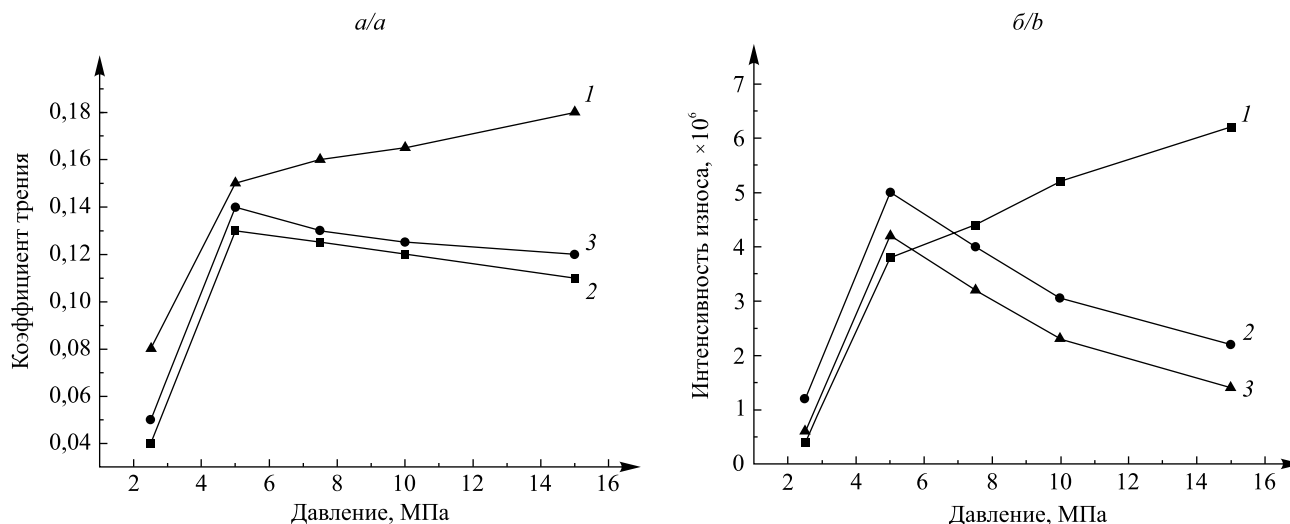 а/a
Коэффициент трения
0,18
0,16
0,14
0,12
0,10
0,08
0,06
0,04
2 4 6 8 10 12 14 16
Давление, МПа
1
3
2
б/b
Интенсивность износа, ×10⁶
7
6
5
4
3
2
1
0
2 4 6 8 10 12 14 16
Давление, МПа
1
2
3